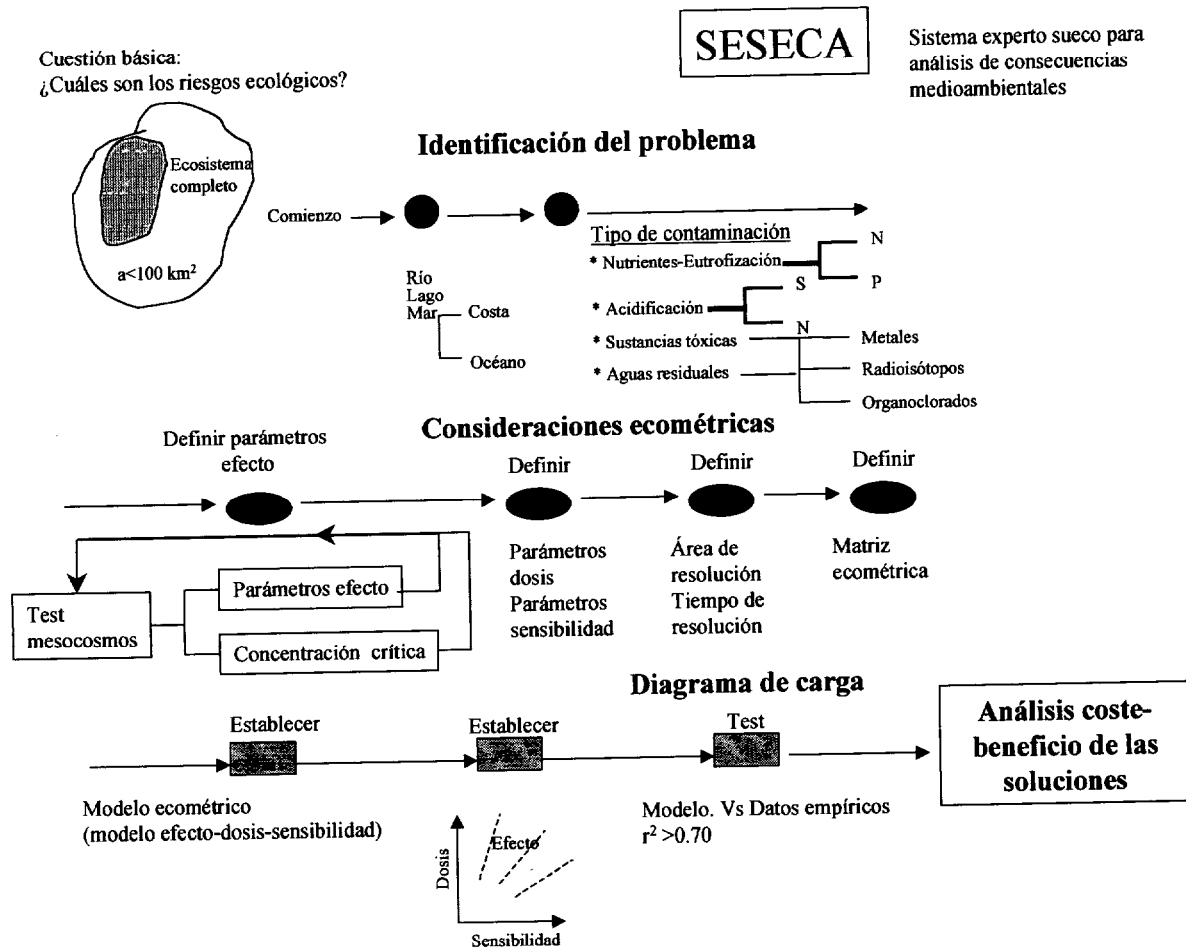 Cuestión básica:
¿Cuáles son los riesgos ecológicos?
SESECA
Sistema experto sueco para
análisis de consecuencias
medioambientales
Identificación del problema
Ecosistema
completo
a<100 km²
Comienzo
Río
Lago
Mar
Costa
Océano
Tipo de contaminación
* Nutrientes-Eutrofización
N
P
* Acidificación
S
N
* Sustancias tóxicas
* Aguas residuales
Metales
Radioisótopos
Organoclorados
Consideraciones ecométricas
Definir parámetros
efecto
Definir
Definir
Definir
Parámetros
dosis
Parámetros
sensibilidad
Área de
resolución
Tiempo de
resolución
Matriz
ecométrica
Test
mesocosmos
Parámetros efecto
Concentración crítica
Diagrama de carga
Establecer
Establecer
Test
Análisis coste-
beneficio de las
soluciones
Modelo ecométrico
(modelo efecto-dosis-sensibilidad)
Dosis
Efecto
Sensibilidad
Modelo. Vs Datos empíricos
r² >0.70